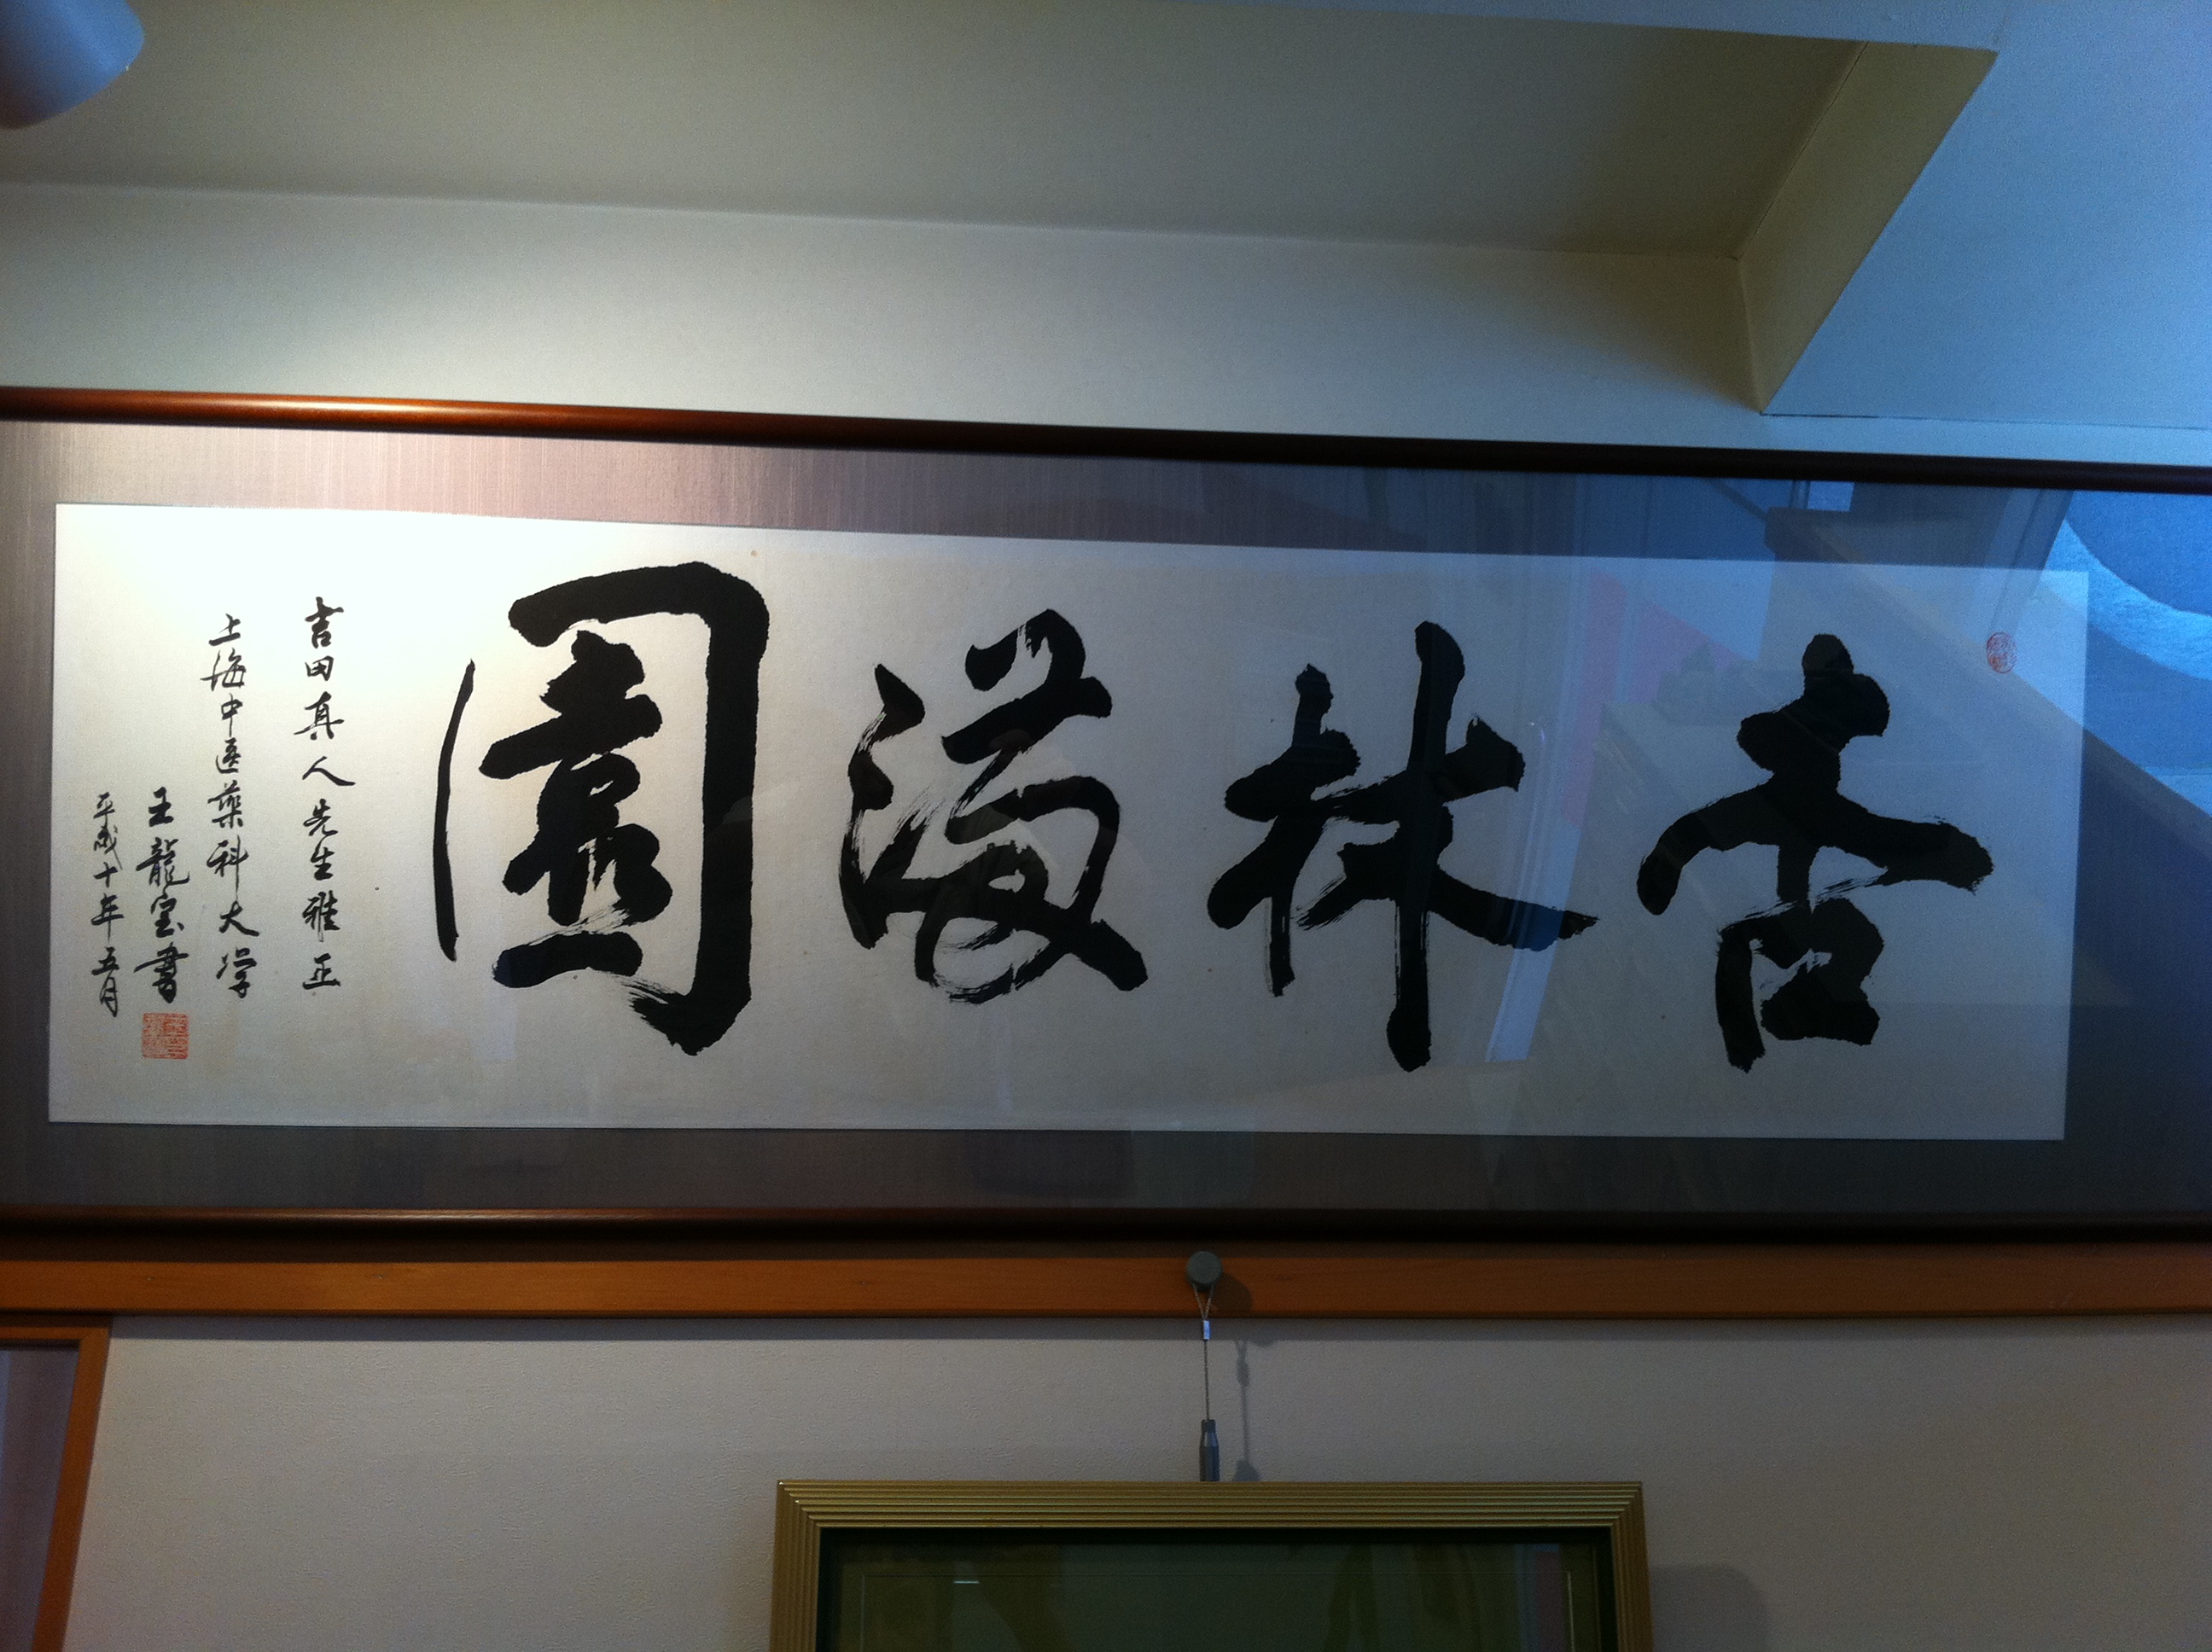 杏林滿園
吉田真人先生雅正
上海中医薬科大学
王龍宝書
平成十年五月